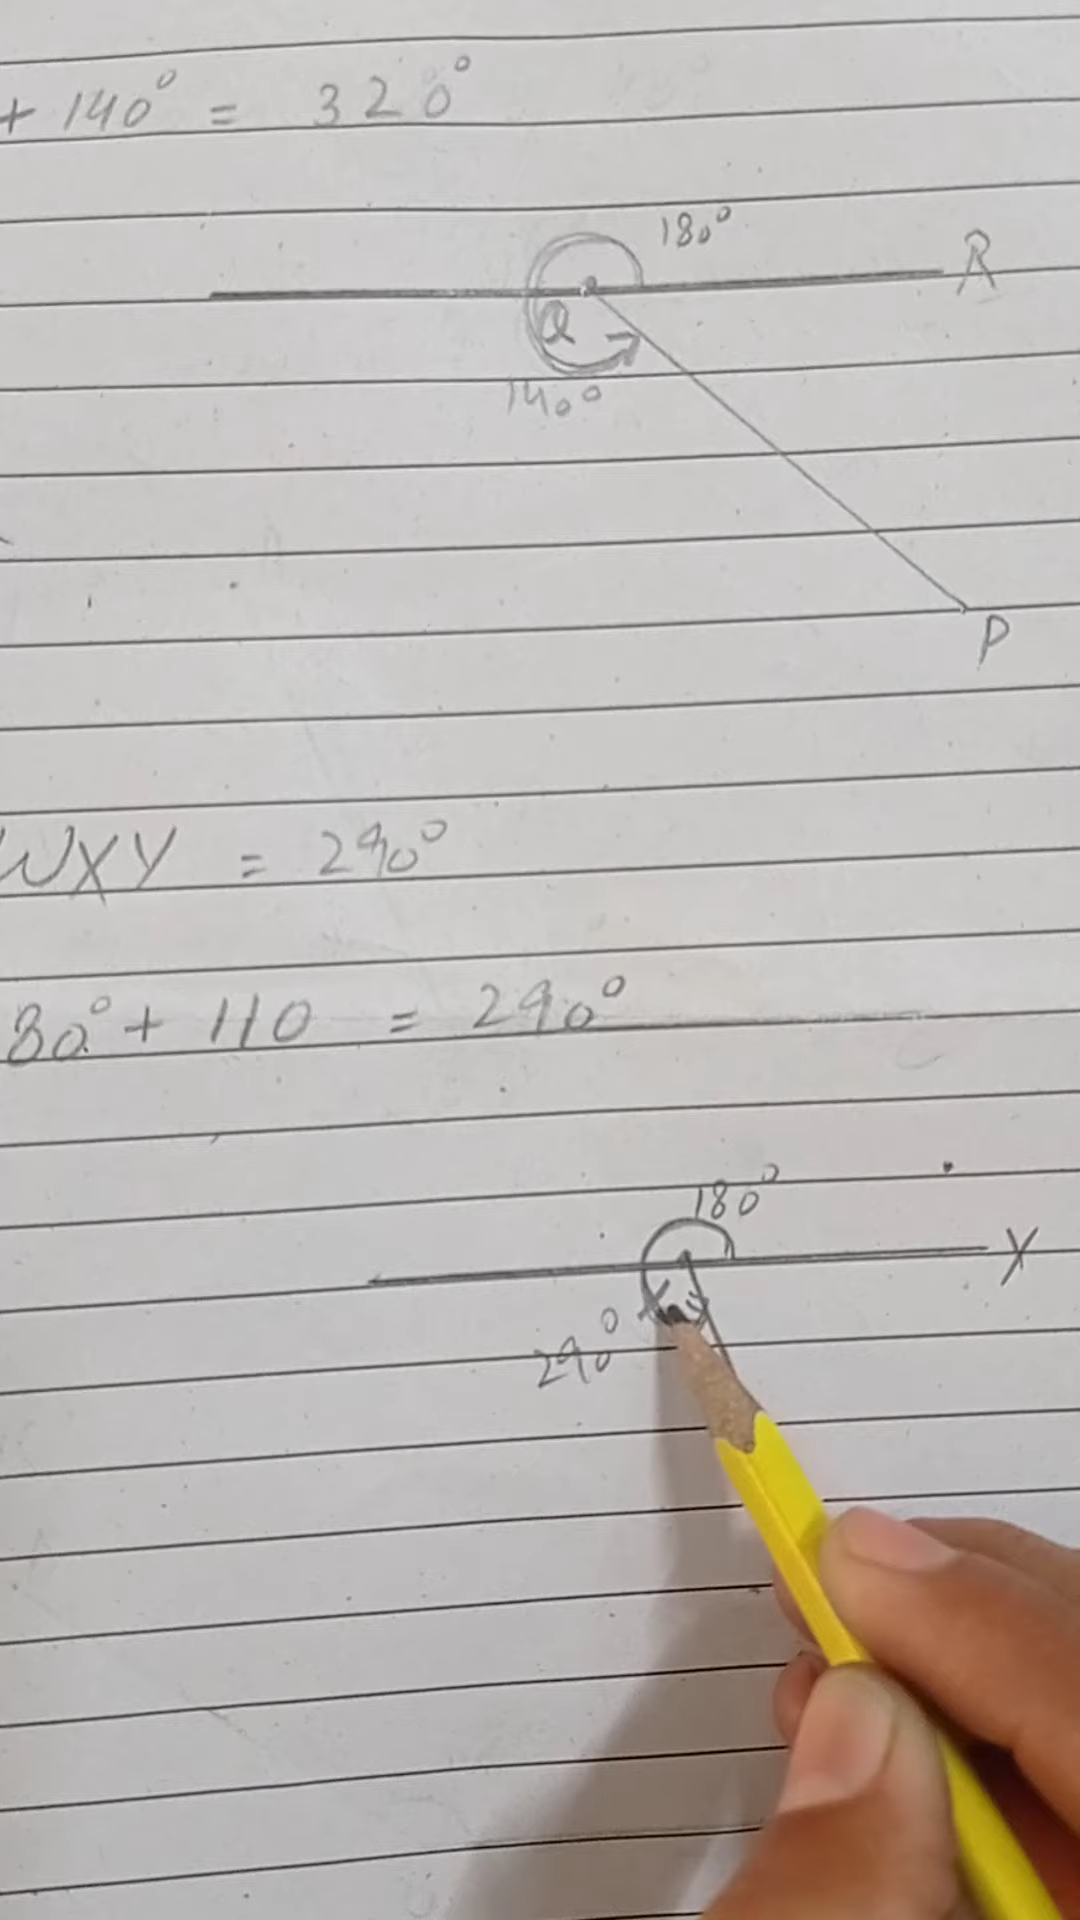 + 140° = 320°
180°
R
Q
140°
P
WXY = 290°
80° + 110 = 290°
180°
Y
290°